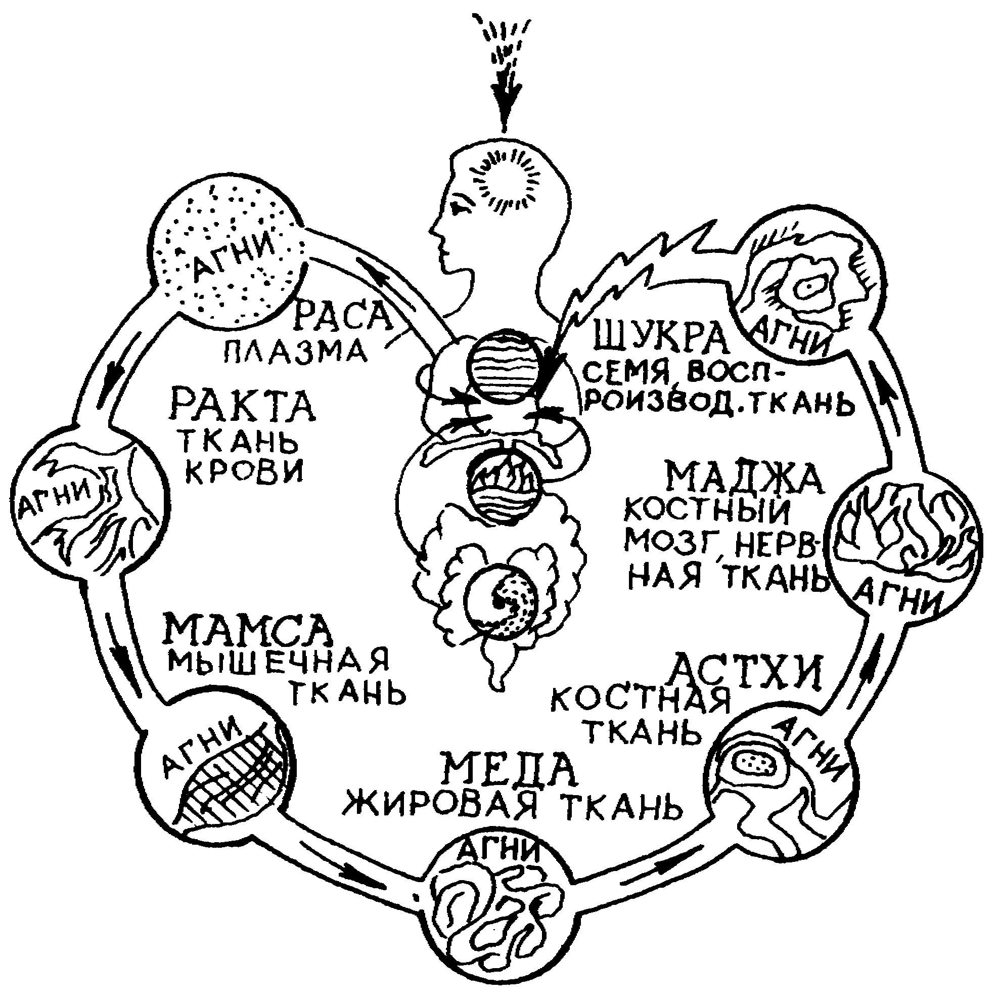 АГНИ
РАСА
ПЛАЗМА
РАКТА
ТКАНЬ
КРОВИ
АГНИ
МАМСА
МЫШЕЧНАЯ
ТКАНЬ
АГНИ
МЕДА
ЖИРОВАЯ ТКАНЬ
АГНИ
АСТХИ
КОСТНАЯ
ТКАНЬ
АГНИ
МАДЖА
КОСТНЫЙ
МОЗГ, НЕРВ-
НАЯ ТКАНЬ
АГНИ
ШУКРА
СЕМЯ, ВОСП-
РОИЗВОД. ТКАНЬ
АГНИ